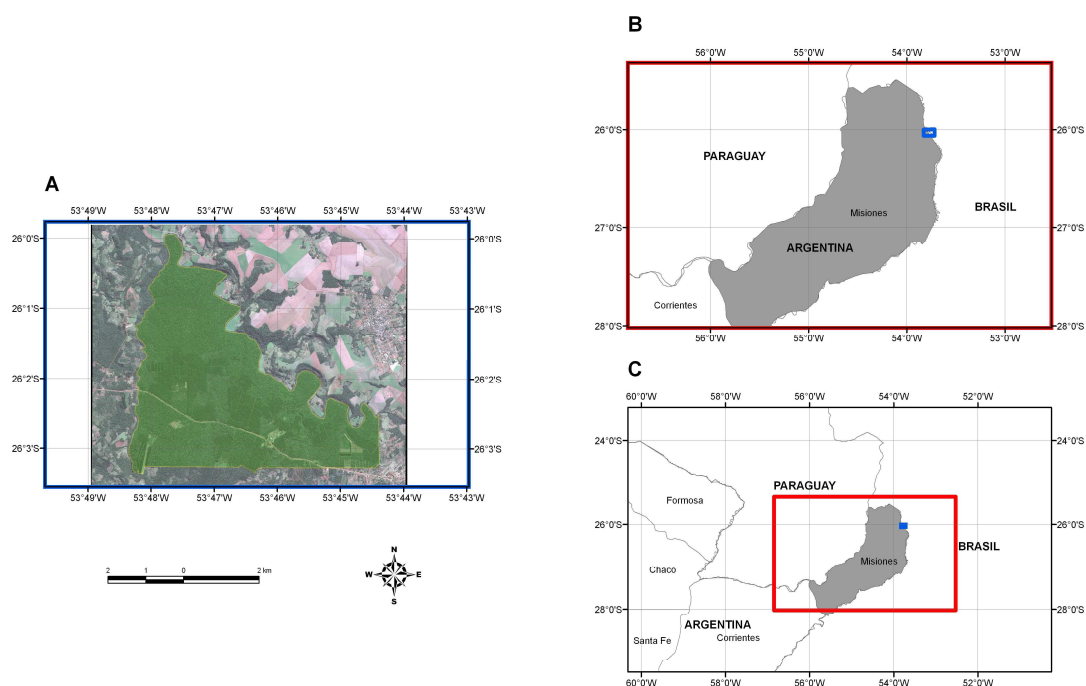 A
53°49'W 53°48'W 53°47'W 53°46'W 53°45'W 53°44'W 53°43'W
26°0'S 26°0'S
26°1'S 26°1'S
26°2'S 26°2'S
26°3'S 26°3'S
53°49'W 53°48'W 53°47'W 53°46'W 53°45'W 53°44'W 53°43'W
2 1 0 2 km
N
W E
S
B
56°0'W 55°0'W 54°0'W 53°0'W
26°0'S 26°0'S
PARAGUAY
Misiones
BRASIL
27°0'S 27°0'S
ARGENTINA
Corrientes
28°0'S 28°0'S
56°0'W 55°0'W 54°0'W 53°0'W
C
60°0'W 58°0'W 56°0'W 54°0'W 52°0'W
24°0'S 24°0'S
PARAGUAY
Formosa
26°0'S 26°0'S
BRASIL
Misiones
Chaco
28°0'S 28°0'S
ARGENTINA
Santa Fe
Corrientes
60°0'W 58°0'W 56°0'W 54°0'W 52°0'W